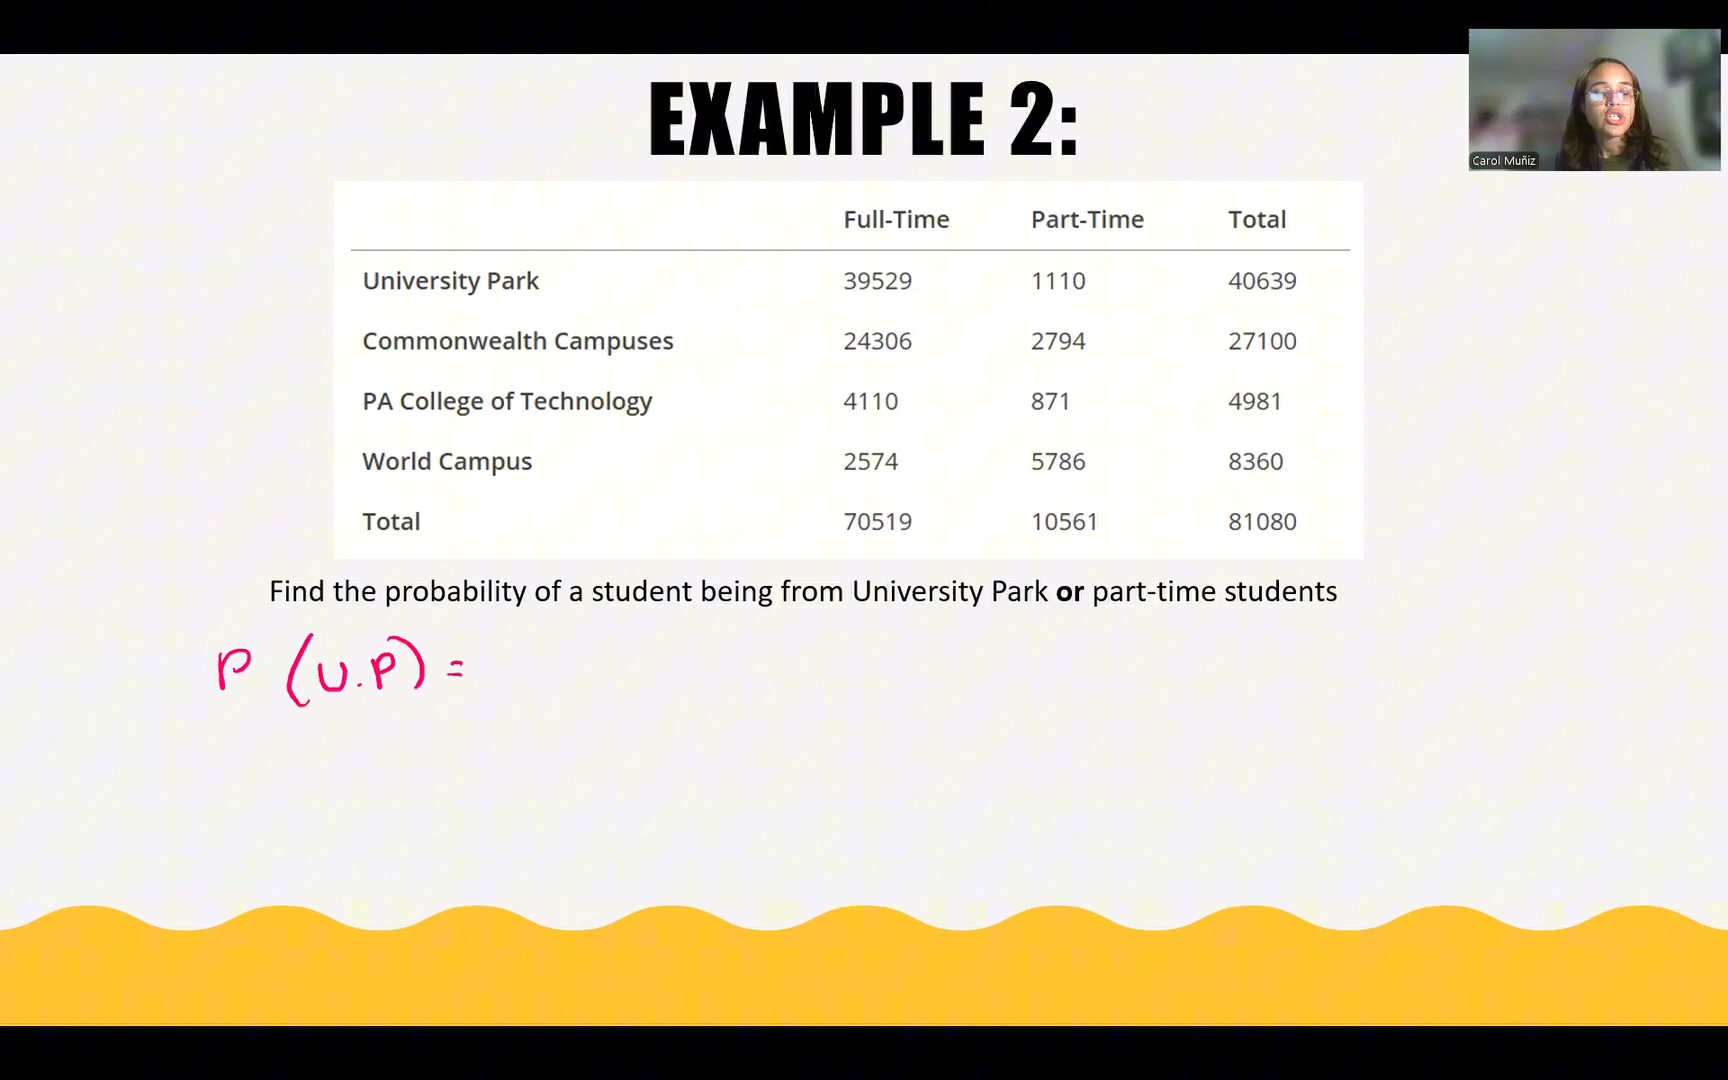 EXAMPLE 2:
Carol Muñiz
Full-Time Part-Time Total
University Park 39529 1110 40639
Commonwealth Campuses 24306 2794 27100
PA College of Technology 4110 871 4981
World Campus 2574 5786 8360
Total 70519 10561 81080
Find the probability of a student being from University Park or part-time students
P (U.P) =